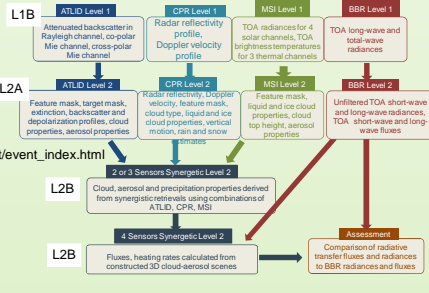 L1B
ATLID Level 1
Attenuated backscatter in
Rayleigh channel, co-polar
Mie channel, cross-polar
Mie channel
CPR Level 1
Radar reflectivity
profile,
Doppler velocity
profile
MSI Level 1
TOA radiances for 4
solar channels, TOA
brightness temperatures
for 3 thermal channels
BBR Level 1
TOA long-wave and
total-wave
radiances
L2A
ATLID Level 2
Feature mask, target mask,
extinction, backscatter and
depolarization profiles, cloud
properties, aerosol properties
CPR Level 2
Radar reflectivity, Doppler
velocity, feature mask,
cloud type, liquid and ice
cloud properties, vertical
motion, rain and snow
estimates
MSI Level 2
Feature mask,
liquid and ice cloud
properties, cloud
top height, aerosol
properties
BBR Level 2
Unfiltered TOA short-wave
and long-wave radiances,
TOA short-wave and long-
wave fluxes
t/event_index.html
L2B
2 or 3 Sensors Synergetic Level 2
Cloud, aerosol and precipitation properties derived
from synergistic retrievals using combinations of
ATLID, CPR, MSI
L2B
4 Sensors Synergetic Level 2
Fluxes, heating rates calculated from
constructed 3D cloud-aerosol scenes
Assessment
Comparison of radiative
transfer fluxes and radiances
to BBR radiances and fluxes